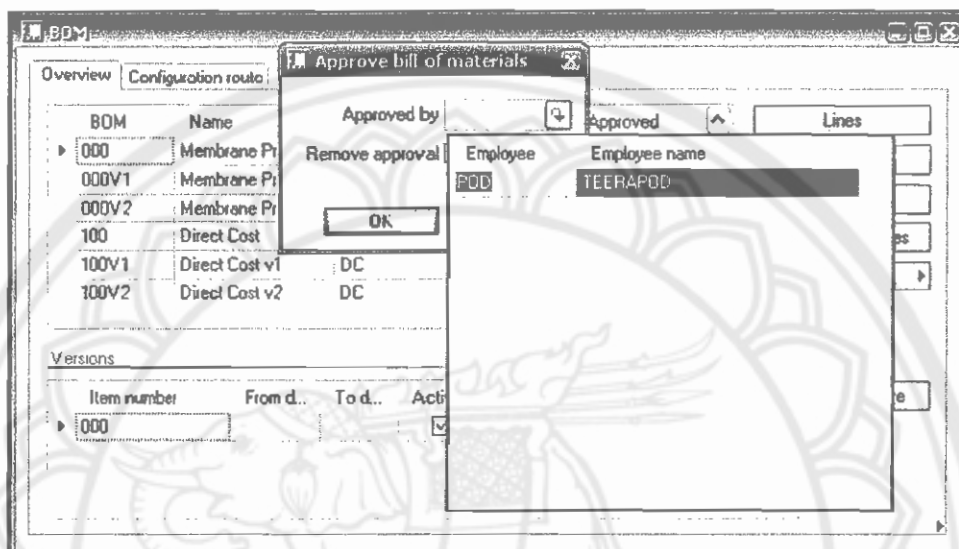 BOM
Approve bill of materials
Overview
Configuration route
Approved by
Approved
Lines
BOM Name
Remove approval
Employee Employee name
000 Membrane Pr
POD TEERAPOD
000V1 Membrane Pr
000V2 Membrane Pr
OK
100 Direct Cost
es
100V1 Direct Cost v1 DC
100V2 Direct Cost v2 DC
Versions
Item number From d... To d... Acti
000